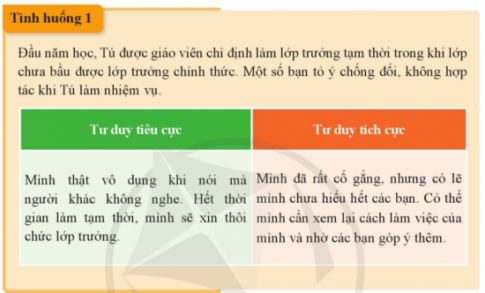 Tình huống 1
Đầu năm học, Tú được giáo viên chỉ định làm lớp trưởng tạm thời trong khi lớp
chưa bầu được lớp trưởng chính thức. Một số bạn tỏ ý chống đối, không hợp
tác khi Tú làm nhiệm vụ.
Tư duy tiêu cực
Mình thật vô dụng khi nói mà
người khác không nghe. Hết thời
gian làm tạm thời, mình sẽ xin thôi
chức lớp trưởng.
Tư duy tích cực
Mình đã rất cố gắng, nhưng có lẽ
mình chưa hiểu hết các bạn. Có thể
mình cần xem lại cách làm việc của
mình và nhờ các bạn góp ý thêm.